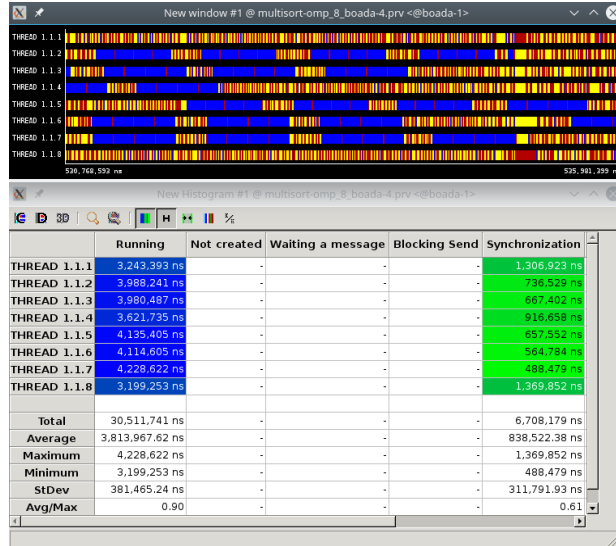 New window #1 @ multisort-omp_8_boada-4.prv <@boada-1>
THREAD 1.1.1
THREAD 1.1.2
THREAD 1.1.3
THREAD 1.1.4
THREAD 1.1.5
THREAD 1.1.6
THREAD 1.1.7
THREAD 1.1.8
530,768,593 ns 535,981,399 n
New Histogram #1 @ multisort-omp_8_boada-4.prv <@boada-1>
IC ID 3D H ½
Running Not created Waiting a message Blocking Send Synchronization
THREAD 1.1.1 3,243,393 ns - - - 1,306,923 ns
THREAD 1.1.2 3,988,241 ns - - - 736,529 ns
THREAD 1.1.3 3,980,487 ns - - - 667,402 ns
THREAD 1.1.4 3,621,735 ns - - - 916,658 ns
THREAD 1.1.5 4,135,405 ns - - - 657,552 ns
THREAD 1.1.6 4,114,605 ns - - - 564,784 ns
THREAD 1.1.7 4,228,622 ns - - - 488,479 ns
THREAD 1.1.8 3,199,253 ns - - - 1,369,852 ns
Total 30,511,741 ns - - - 6,708,179 ns
Average 3,813,967.62 ns - - - 838,522.38 ns
Maximum 4,228,622 ns - - - 1,369,852 ns
Minimum 3,199,253 ns - - - 488,479 ns
StDev 381,465.24 ns - - - 311,791.93 ns
Avg/Max 0.90 - - - 0.61